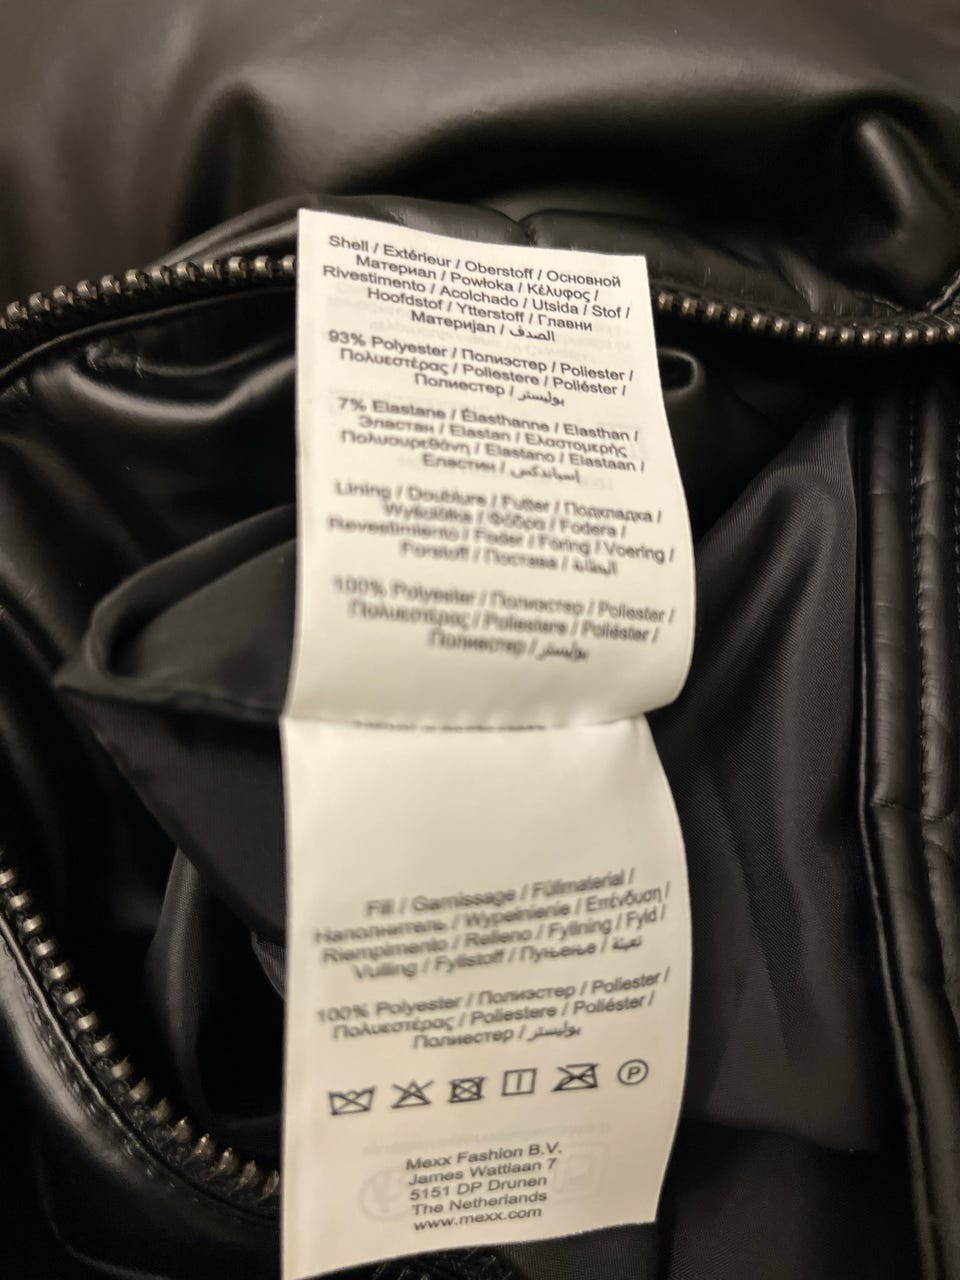 Shell / Extérieur / Oberstoff / Основной
Материал / Powłoka / Κέλυφος /
Rivestimento / Acolchado / Utsida / Stof /
Hoofdstof / Ytterstoff / Главни
Материјал / الصدف
93% Polyester / Полиэстер / Poliester /
Πολυεστέρας / Poliestere / Poliéster /
Полиестер / بوليستر
7% Elastane / Élasthanne / Elasthan /
Эластан / Elastan / Ελαστομερής
Πολυουρεθάνη / Elastano / Elastaan /
Еластин / أسباندكس
Lining / Doublure / Futter / Подкладка /
Wyściółka / Φόδρα / Fodera /
Revestimiento / Foder / Foring / Voering /
Forstoff / Постава / البطانة
100% Polyester / Полиэстер / Poliester /
Πολυεστέρας / Poliestere / Poliéster /
Полиестер / بوليستر
Fill / Garnissage / Füllmaterial /
Наполнитель / Wypełnienie / Επένδυση /
Riempimento / Relleno / Fyllning / Fyld /
Vulling / Fyllstoff / Пуњење / تعبئة
100% Polyester / Полиэстер / Poliester /
Πολυεστέρας / Poliestere / Poliéster /
Полиестер / بوليستر
P
Mexx Fashion B.V.
James Wattlaan 7
5151 DP Drunen
The Netherlands
www.mexx.com